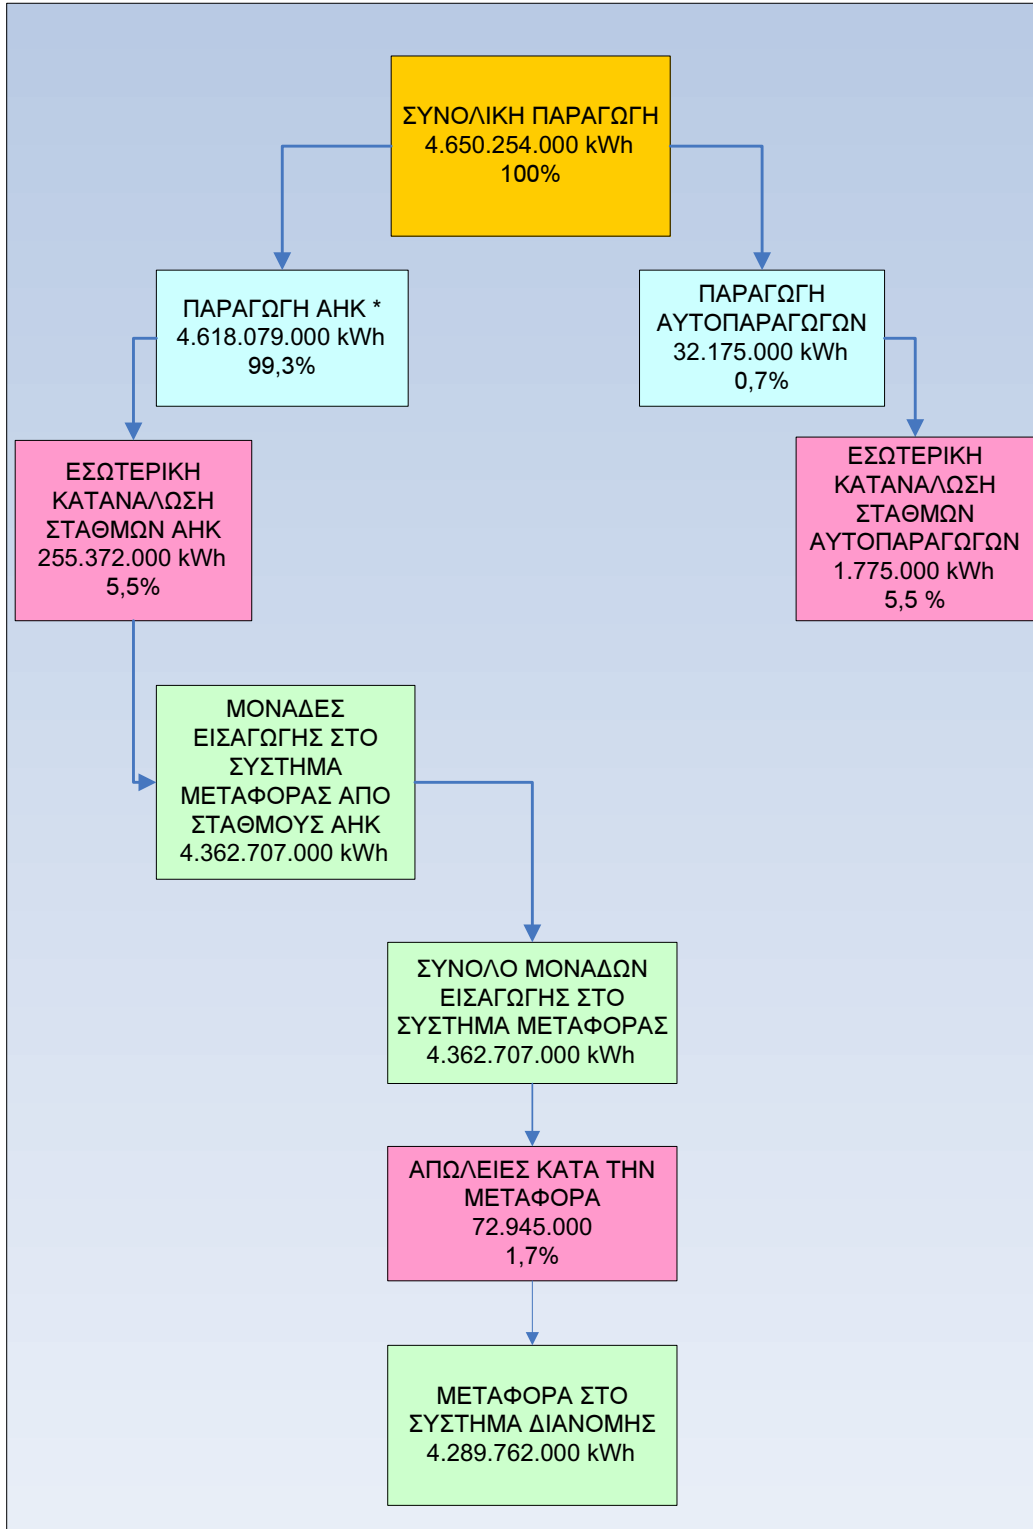 ΣΥΝΟΛΙΚΗ ΠΑΡΑΓΩΓΗ
4.650.254.000 kWh
100%
ΠΑΡΑΓΩΓΗ ΑΗΚ *
4.618.079.000 kWh
99,3%
ΠΑΡΑΓΩΓΗ
ΑΥΤΟΠΑΡΑΓΩΓΩΝ
32.175.000 kWh
0,7%
ΕΣΩΤΕΡΙΚΗ
ΚΑΤΑΝΑΛΩΣΗ
ΣΤΑΘΜΩΝ ΑΗΚ
255.372.000 kWh
5,5%
ΕΣΩΤΕΡΙΚΗ
ΚΑΤΑΝΑΛΩΣΗ
ΣΤΑΘΜΩΝ
ΑΥΤΟΠΑΡΑΓΩΓΩΝ
1.775.000 kWh
5,5 %
ΜΟΝΑΔΕΣ
ΕΙΣΑΓΩΓΗΣ ΣΤΟ
ΣΥΣΤΗΜΑ
ΜΕΤΑΦΟΡΑΣ ΑΠΟ
ΣΤΑΘΜΟΥΣ ΑΗΚ
4.362.707.000 kWh
ΣΥΝΟΛΟ ΜΟΝΑΔΩΝ
ΕΙΣΑΓΩΓΗΣ ΣΤΟ
ΣΥΣΤΗΜΑ ΜΕΤΑΦΟΡΑΣ
4.362.707.000 kWh
ΑΠΩΛΕΙΕΣ ΚΑΤΑ ΤΗΝ
ΜΕΤΑΦΟΡΑ
72.945.000
1,7%
ΜΕΤΑΦΟΡΑ ΣΤΟ
ΣΥΣΤΗΜΑ ΔΙΑΝΟΜΗΣ
4.289.762.000 kWh